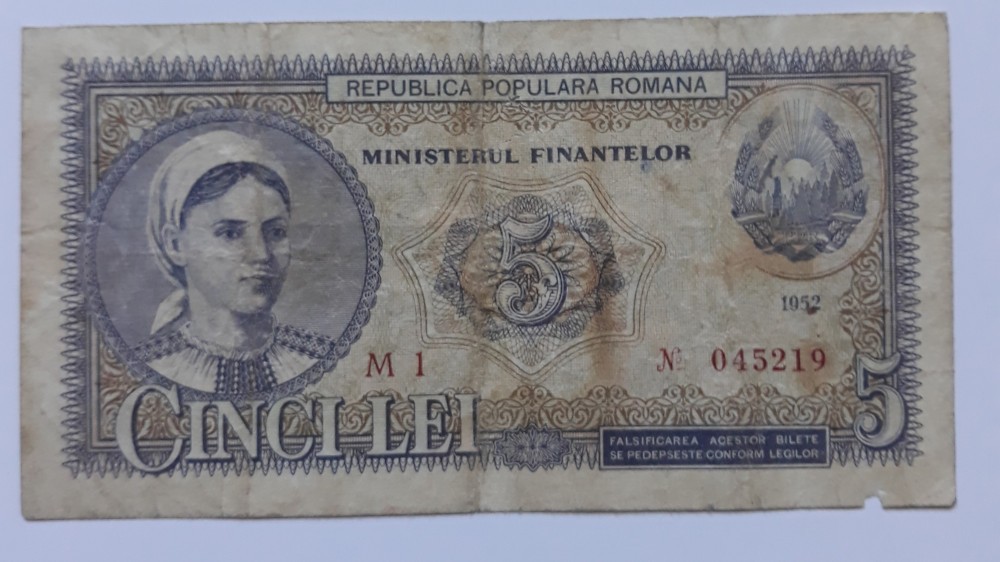 REPUBLICA POPULARA ROMANA
MINISTERUL FINANTELOR
5
1952
M 1
№ 045219
CINCI LEI
5
FALSIFICAREA ACESTOR BILETE
SE PEDEPSESTE CONFORM LEGILOR